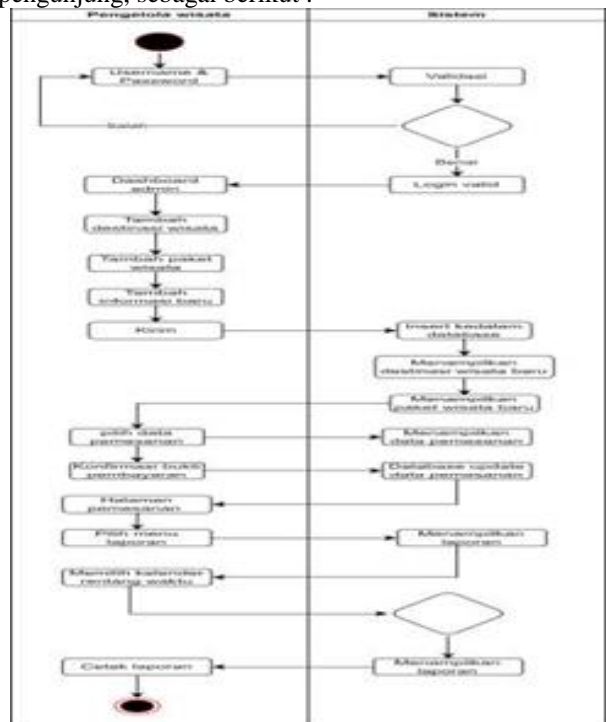 pengunjung, sebagai berikut :
Pengelola wisata
Sistem
Username &
Password
Validasi
Salah
Benar
Dashboard
admin
Login valid
Tambah
destinasi wisata
Tambah paket
wisata
Tambah
informasi baru
Kirim
Insert kedalam
database
Menampilkan
destinasi wisata baru
Menampilkan
paket wisata baru
pilih data
pemesanan
Menampilkan
data pemesanan
Konfirmasi bukti
pembayaran
Database update
data pemesanan
Halaman
pemesanan
Pilih menu
laporan
Menampilkan
laporan
Memilih kalender
rentang waktu
Cetak laporan
Menampilkan
laporan